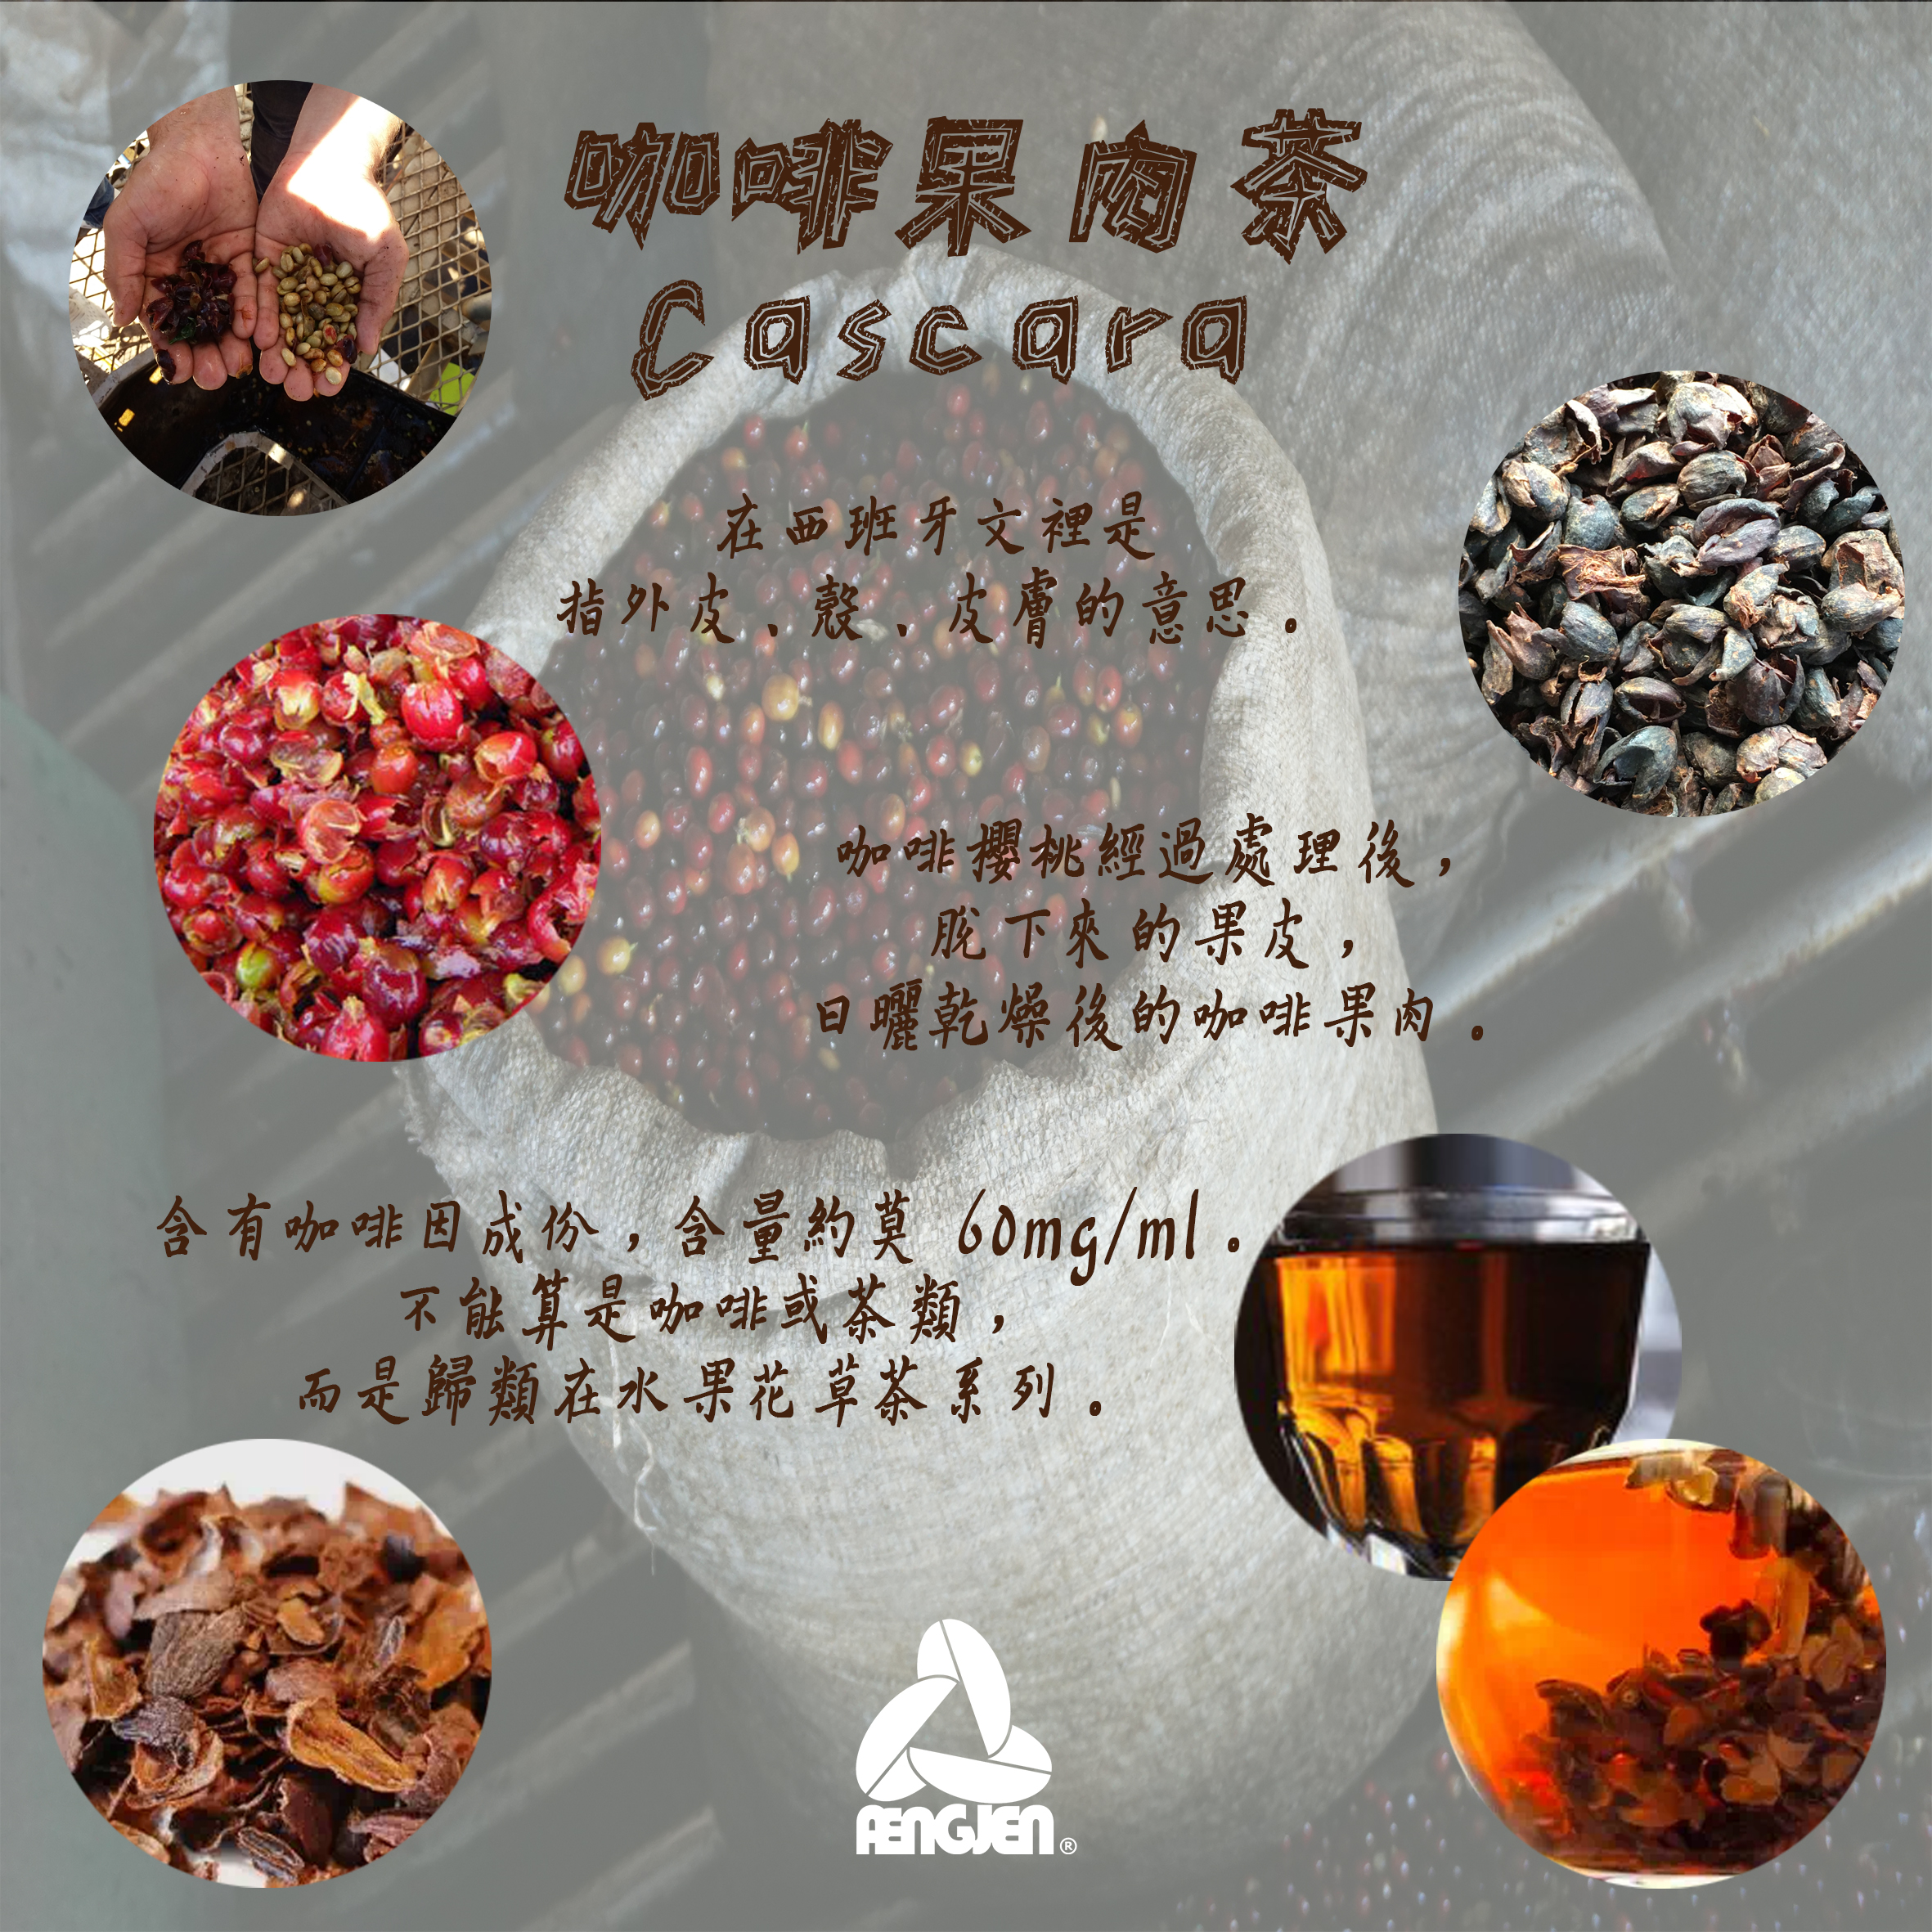 咖啡果肉茶
Cascara
在西班牙文裡是
指外皮、殼、皮膚的意思。
咖啡櫻桃經過處理後，
脫下來的果皮，
日曬乾燥後的咖啡果肉。
含有咖啡因成份，含量約莫 60mg/ml。
不能算是咖啡或茶類，
而是歸類在水果花草茶系列。
FENGJEN®